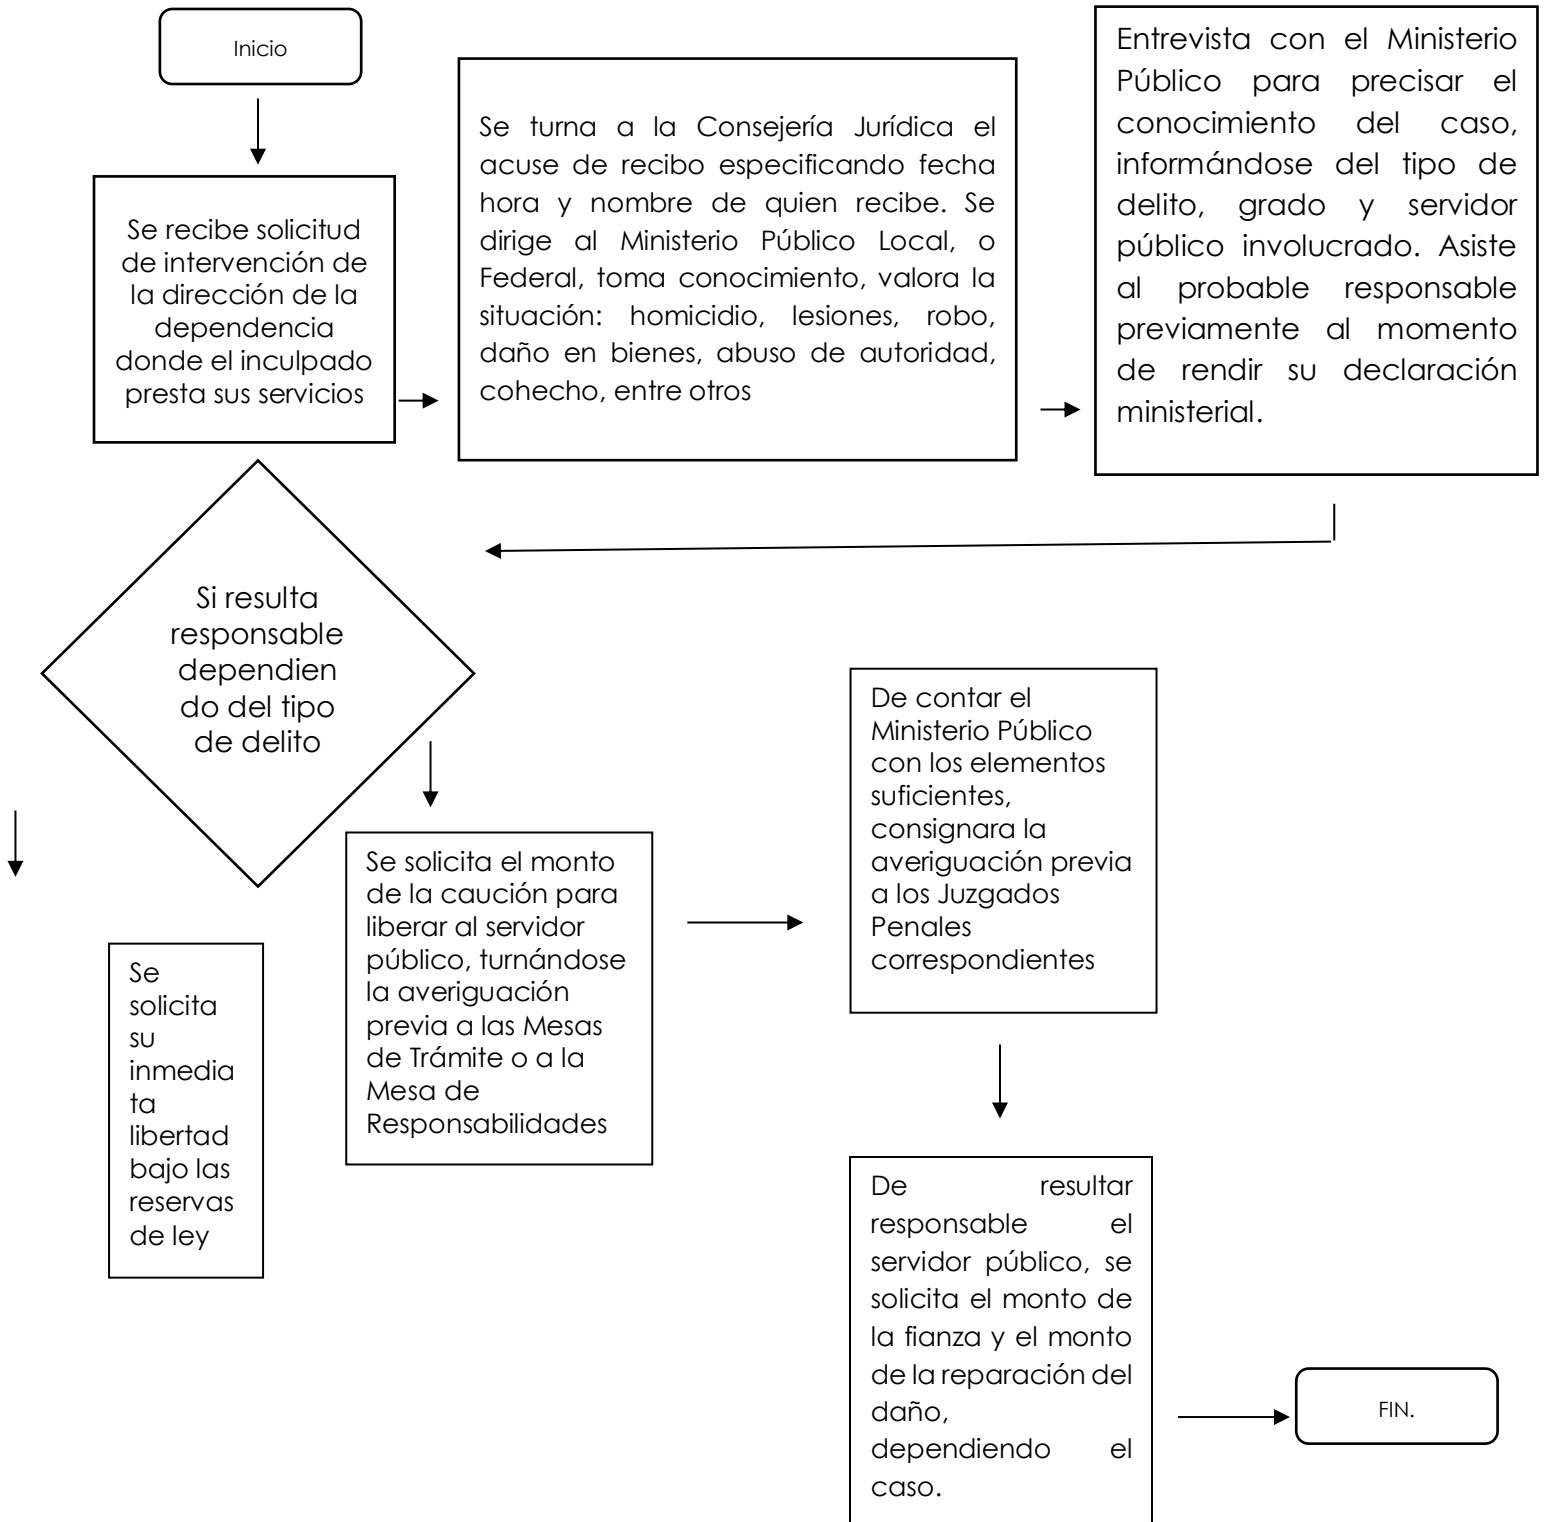 Inicio
Se recibe solicitud
de intervención de
la dirección de la
dependencia
donde el inculpado
presta sus servicios
Se turna a la Consejería Jurídica el
acuse de recibo especificando fecha
hora y nombre de quien recibe. Se
dirige al Ministerio Público Local, o
Federal, toma conocimiento, valora la
situación: homicidio, lesiones, robo,
daño en bienes, abuso de autoridad,
cohecho, entre otros
Entrevista con el Ministerio
Público para precisar el
conocimiento del caso,
informándose del tipo de
delito, grado y servidor
público involucrado. Asiste
al probable responsable
previamente al momento
de rendir su declaración
ministerial.
Si resulta
responsable
dependien
do del tipo
de delito
Se
solicita
su
inmedia
ta
libertad
bajo las
reservas
de ley
Se solicita el monto
de la caución para
liberar al servidor
público, turnándose
la averiguación
previa a las Mesas
de Trámite o a la
Mesa de
Responsabilidades
De contar el
Ministerio Público
con los elementos
suficientes,
consignara la
averiguación previa
a los Juzgados
Penales
correspondientes
De resultar
responsable el
servidor público, se
solicita el monto de
la fianza y el monto
de la reparación del
daño,
dependiendo el
caso.
FIN.